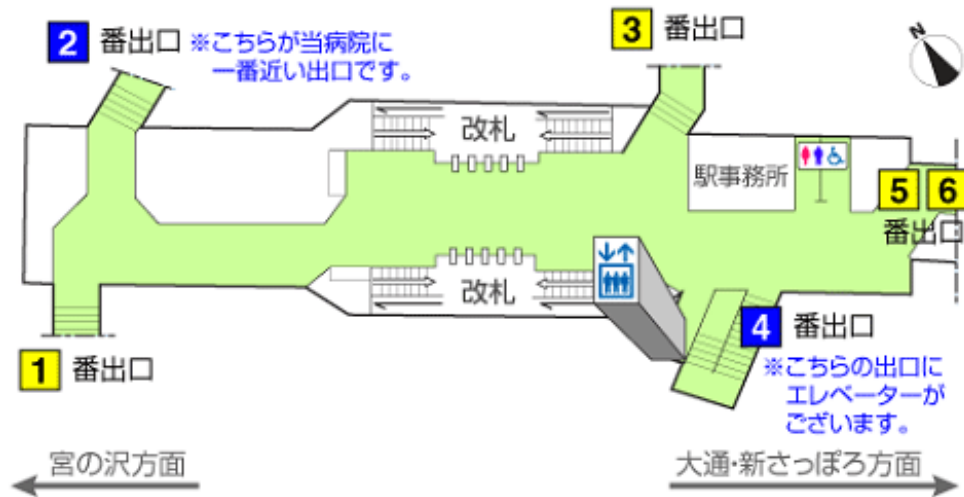 2 番出口
※こちらが当病院に
一番近い出口です。
3 番出口
N
改札
駅事務所
5 6
番出口
改札
1 番出口
4 番出口
※こちらの出口に
エレベーターが
ございます。
宮の沢方面
大通・新さっぽろ方面